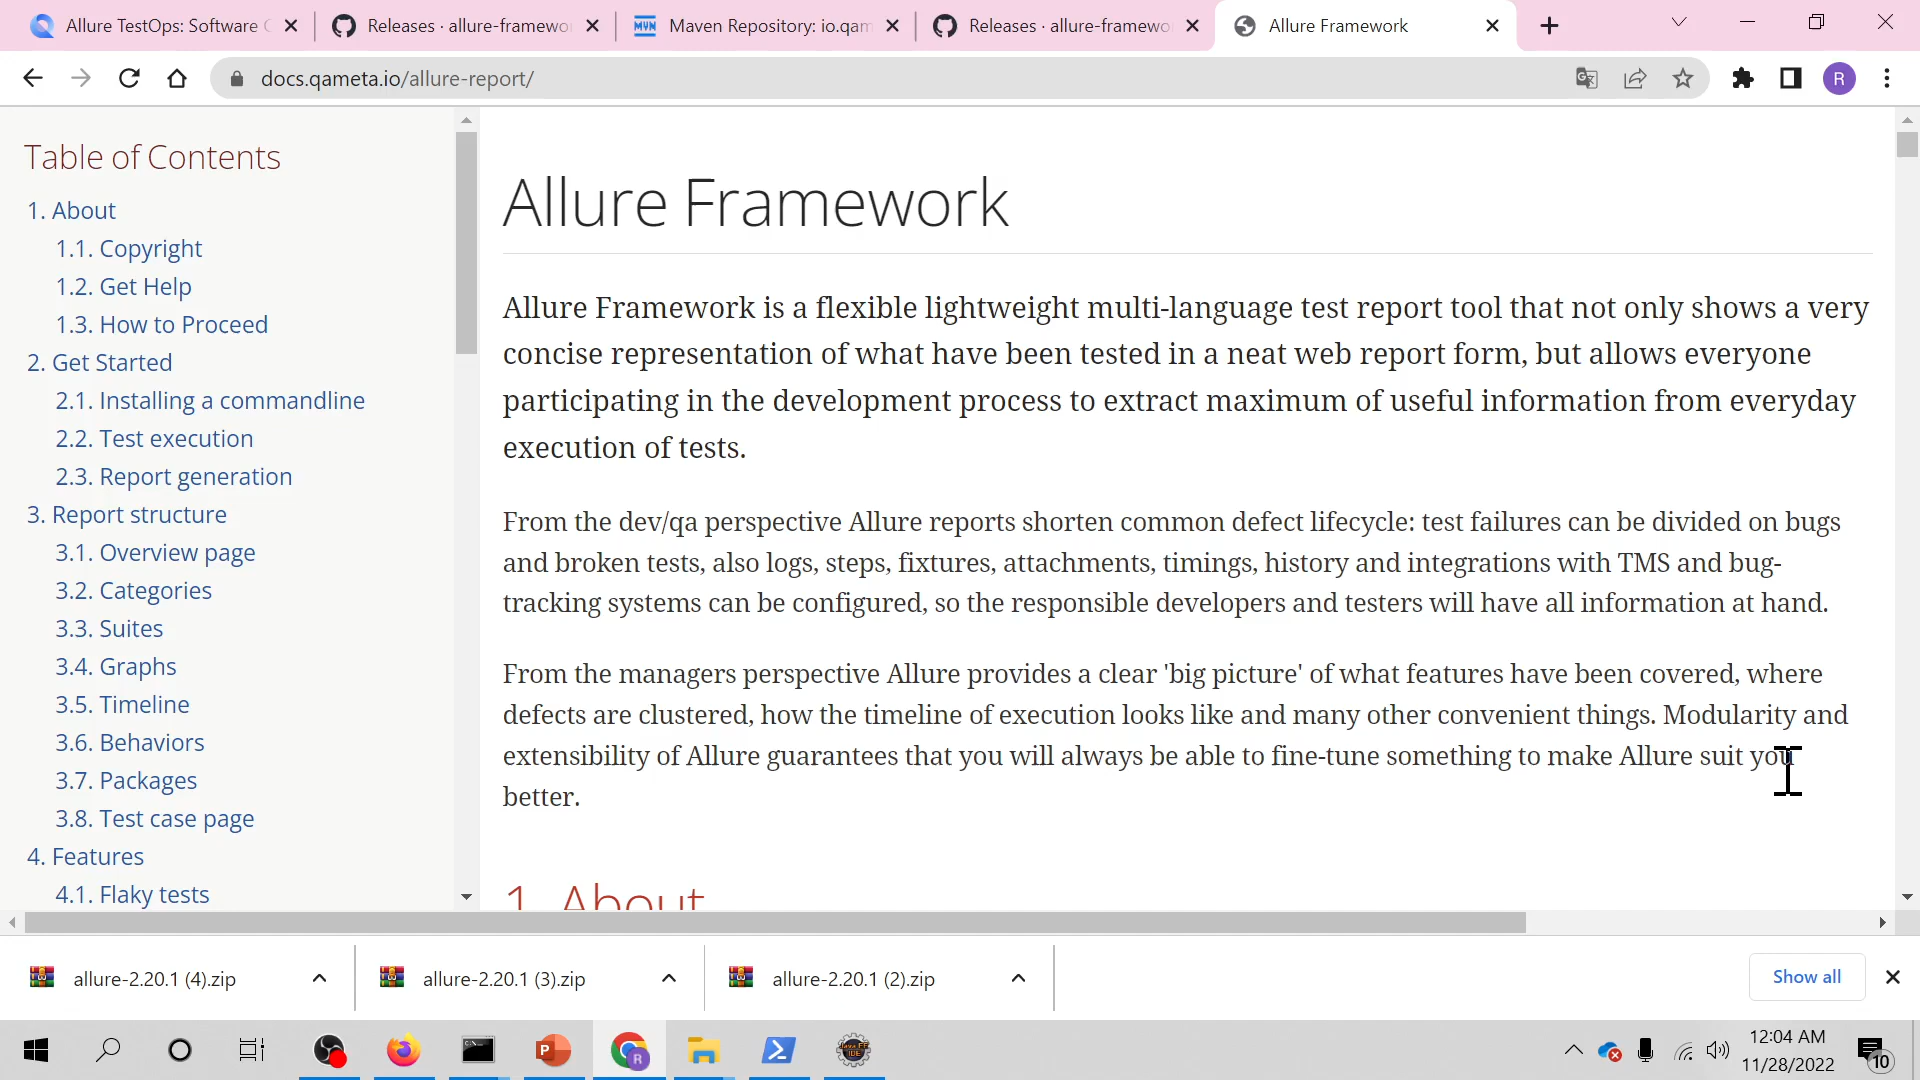 Allure TestOps: Software
Releases · allure-framewo
Maven Repository: io.qam
Releases · allure-framewo
Allure Framework
docs.qameta.io/allure-report/
R
Table of Contents
1. About
1.1. Copyright
1.2. Get Help
1.3. How to Proceed
2. Get Started
2.1. Installing a commandline
2.2. Test execution
2.3. Report generation
3. Report structure
3.1. Overview page
3.2. Categories
3.3. Suites
3.4. Graphs
3.5. Timeline
3.6. Behaviors
3.7. Packages
3.8. Test case page
4. Features
4.1. Flaky tests
Allure Framework
Allure Framework is a flexible lightweight multi-language test report tool that not only shows a very
concise representation of what have been tested in a neat web report form, but allows everyone
participating in the development process to extract maximum of useful information from everyday
execution of tests.
From the dev/qa perspective Allure reports shorten common defect lifecycle: test failures can be divided on bugs
and broken tests, also logs, steps, fixtures, attachments, timings, history and integrations with TMS and bug-
tracking systems can be configured, so the responsible developers and testers will have all information at hand.
From the managers perspective Allure provides a clear 'big picture' of what features have been covered, where
defects are clustered, how the timeline of execution looks like and many other convenient things. Modularity and
extensibility of Allure guarantees that you will always be able to fine-tune something to make Allure suit you
better.
1. About
allure-2.20.1 (4).zip
allure-2.20.1 (3).zip
allure-2.20.1 (2).zip
Show all
12:04 AM
11/28/2022
10